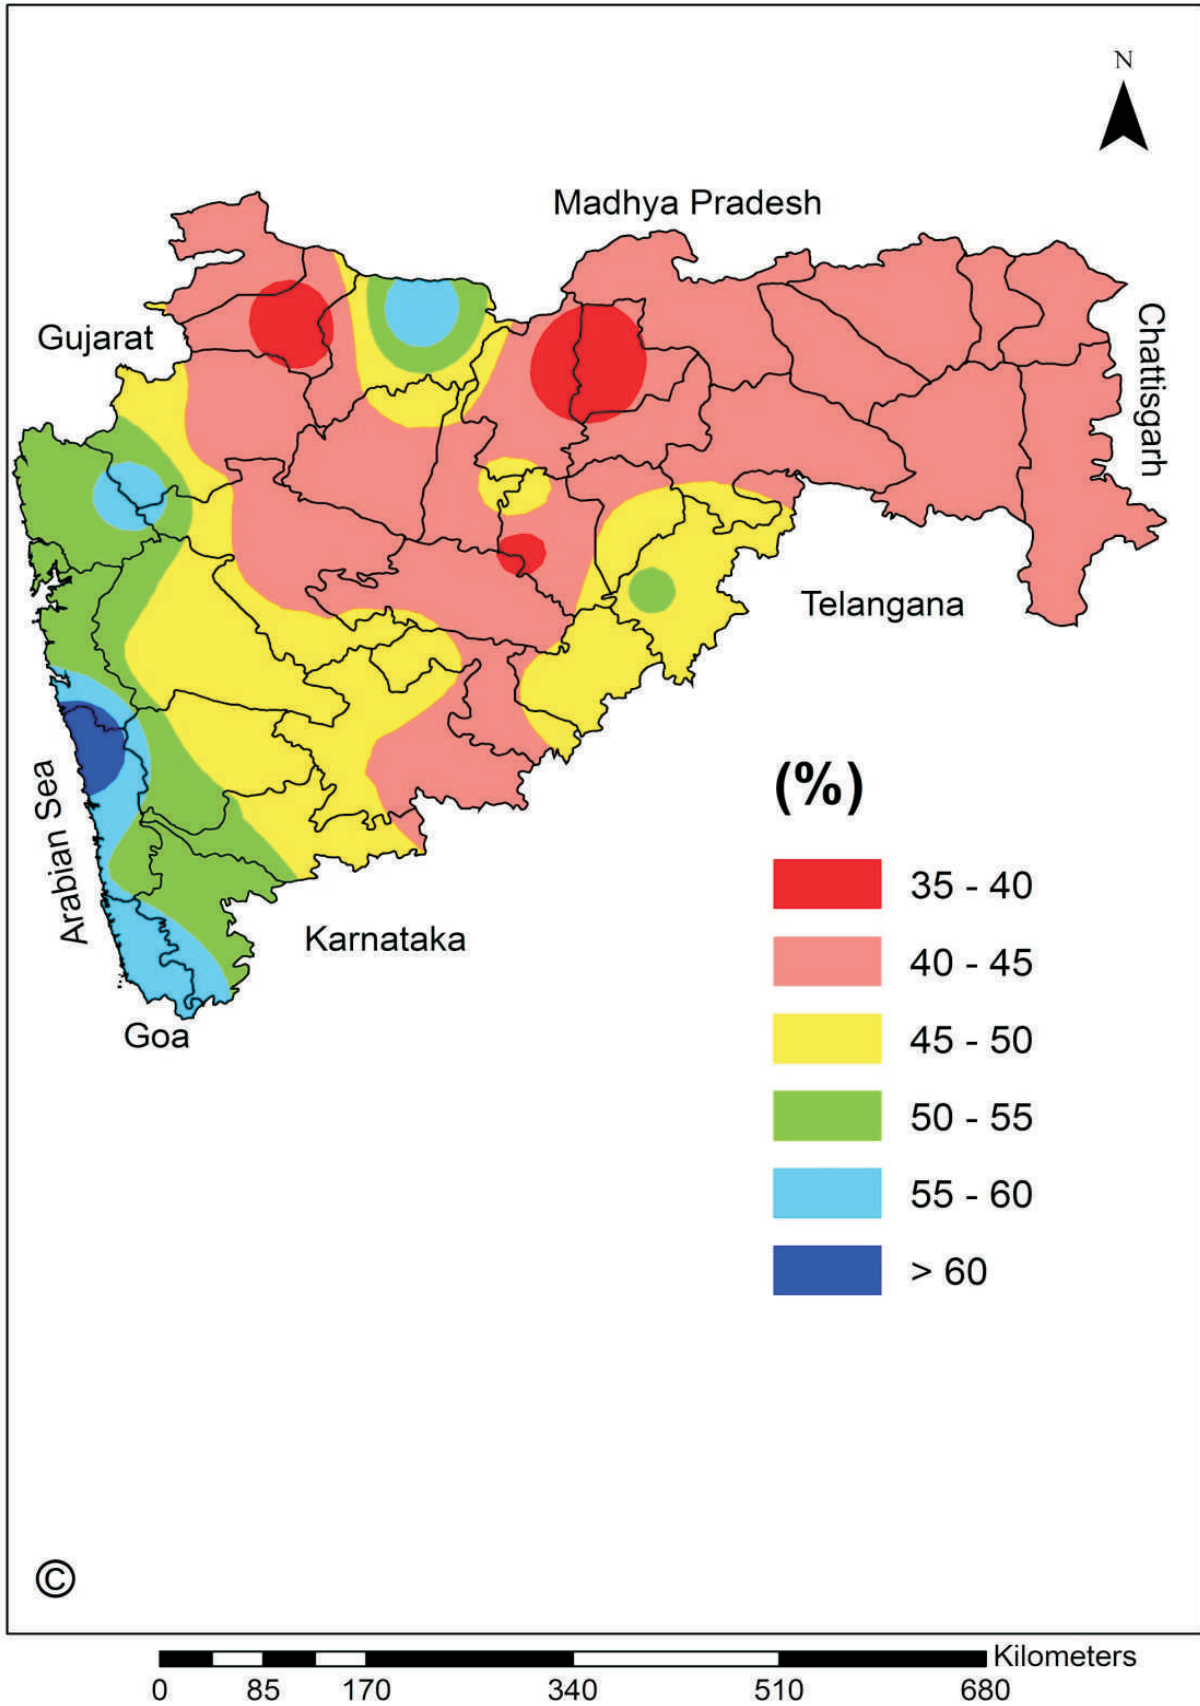 N
Madhya Pradesh
Gujarat
Chattisgarh
Telangana
Arabian Sea
Karnataka
Goa
(%)
35 - 40
40 - 45
45 - 50
50 - 55
55 - 60
> 60
©
Kilometers
0 85 170 340 510 680